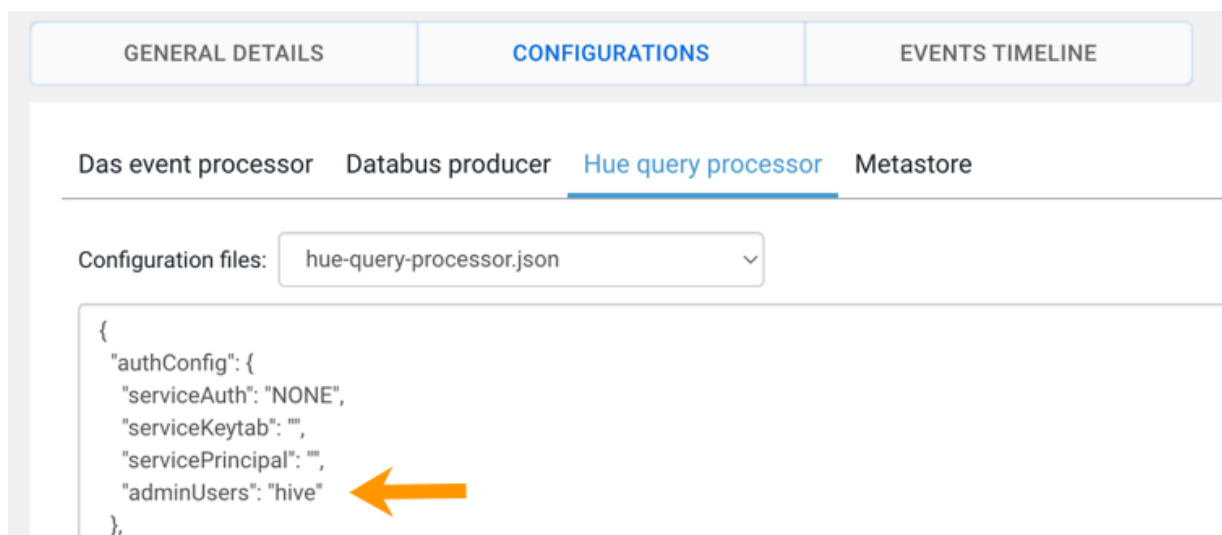 GENERAL DETAILS CONFIGURATIONS EVENTS TIMELINE
Das event processor Databus producer Hue query processor Metastore
Configuration files: hue-query-processor.json
{
"authConfig": {
"serviceAuth": "NONE",
"serviceKeytab": "",
"servicePrincipal": "",
"adminUsers": "hive"
},